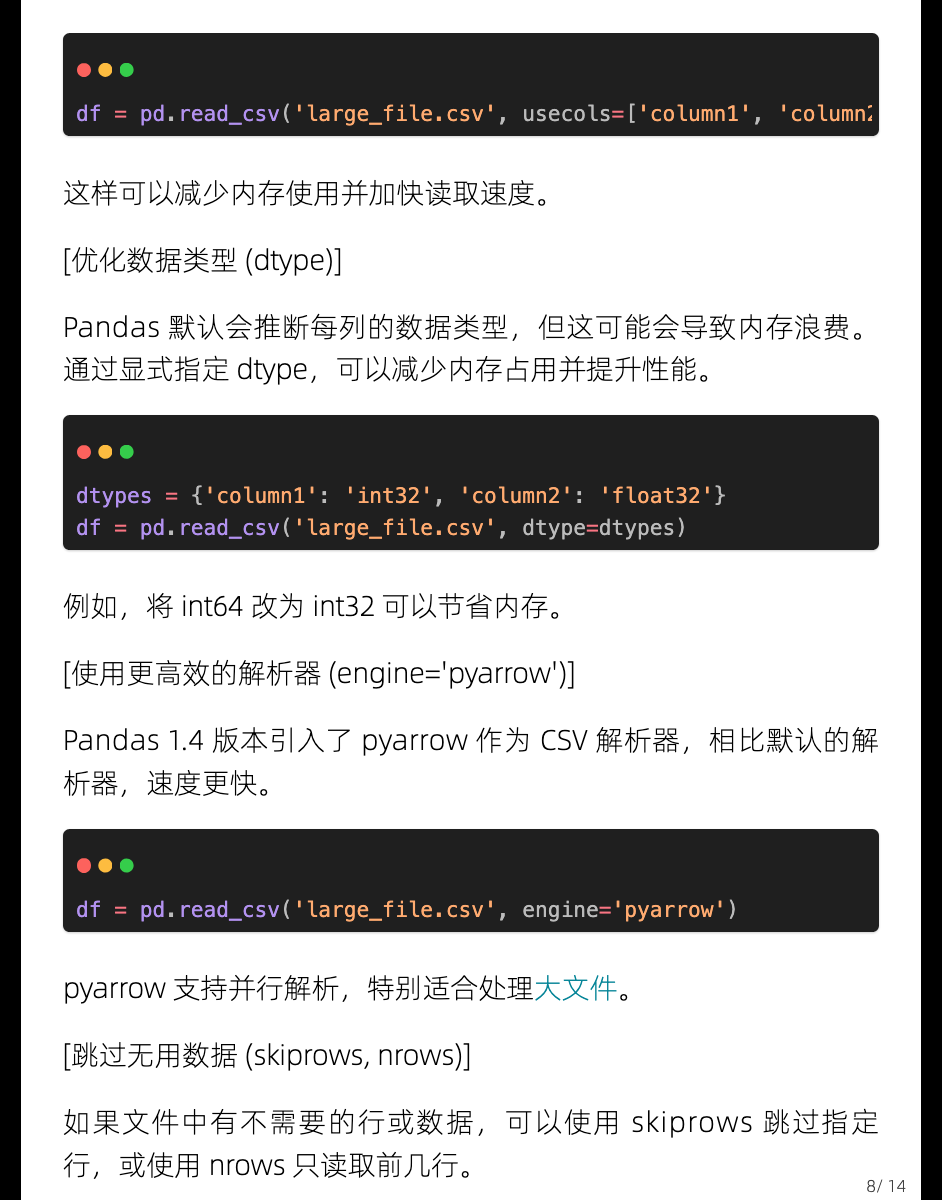 df = pd.read_csv('large_file.csv', usecols=['column1', 'column2
这样可以减少内存使用并加快读取速度。
[优化数据类型 (dtype)]
Pandas 默认会推断每列的数据类型，但这可能会导致内存浪费。
通过显式指定 dtype，可以减少内存占用并提升性能。
dtypes = {'column1': 'int32', 'column2': 'float32'}
df = pd.read_csv('large_file.csv', dtype=dtypes)
例如，将 int64 改为 int32 可以节省内存。
[使用更高效的解析器 (engine='pyarrow')]
Pandas 1.4 版本引入了 pyarrow 作为 CSV 解析器，相比默认的解
析器，速度更快。
df = pd.read_csv('large_file.csv', engine='pyarrow')
pyarrow 支持并行解析，特别适合处理大文件。
[跳过无用数据 (skiprows, nrows)]
如果文件中有不需要的行或数据，可以使用 skiprows 跳过指定
行，或使用 nrows 只读取前几行。
8/ 14